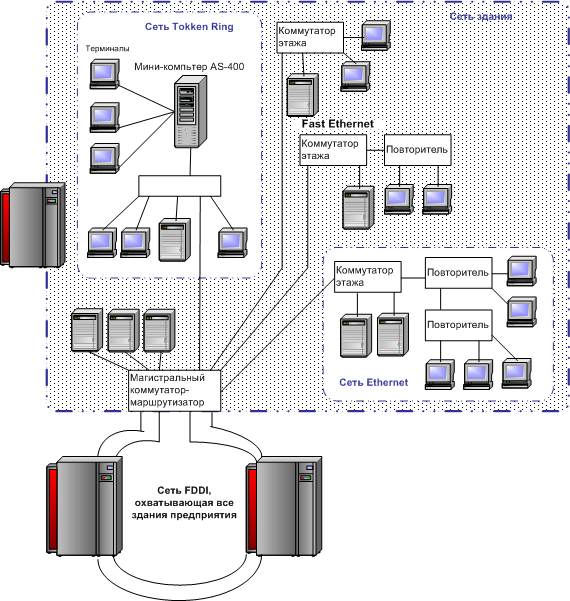 Сеть здания
Сеть Tokken Ring
Терминалы
Мини-компьтер AS-400
Коммутатор
этажа
Fast Ethernet
Коммутатор
этажа
Повторитель
Коммутатор
этажа
Повторитель
Повторитель
Сеть Ethernet
Магистральный
коммутатор-
маршрутизатор
Сеть FDDI,
охватывающая все
здания предприятия